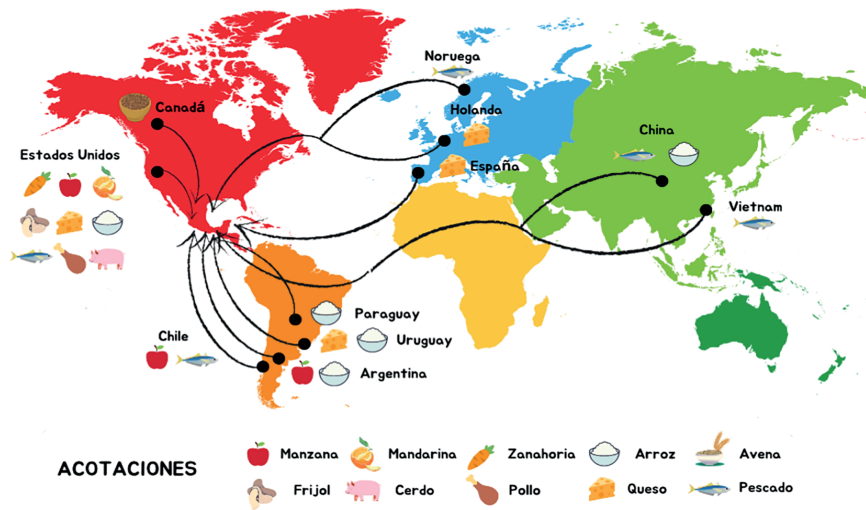 Noruega
Canadá
Holanda
China
Estados Unidos
España
Vietnam
Paraguay
Chile
Uruguay
Argentina
ACOTACIONES
Manzana
Mandarina
Zanahoria
Arroz
Avena
Frijol
Cerdo
Pollo
Queso
Pescado